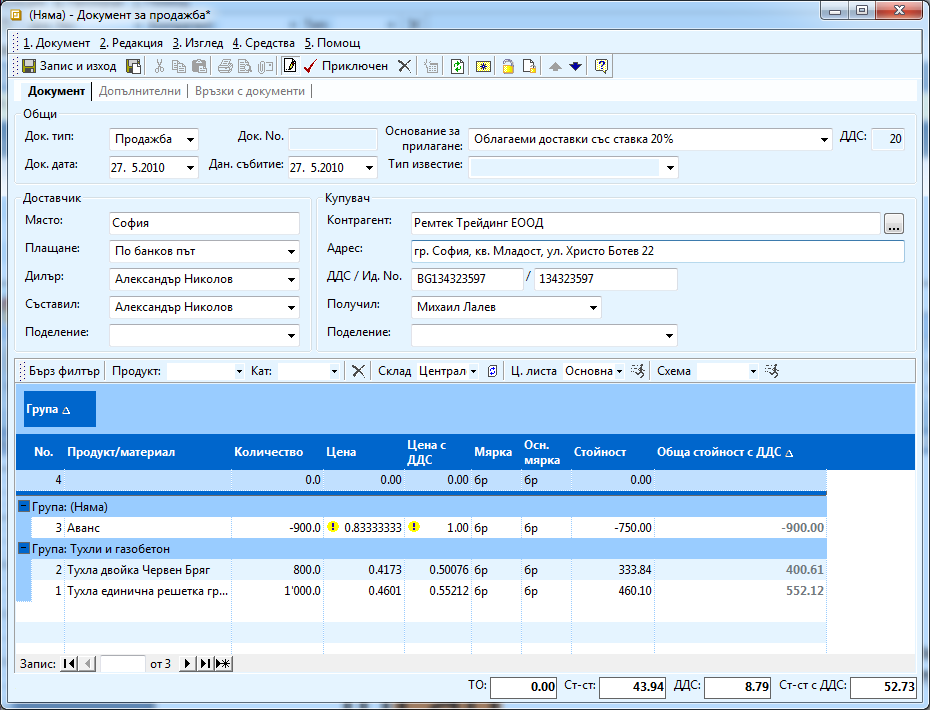 (Няма) - Документ за продажба*
1. Документ 2. Редакция 3. Изглед 4. Средства 5. Помощ
Запис и изход Приключен
Документ Допълнителни Връзки с документи
Общи
Док. тип: Продажба Док. No. Основание за прилагане: Облагаеми доставки със ставка 20% ДДС: 20
Док. дата: 27. 5.2010 Дан. събитие: 27. 5.2010 Тип известие:
Доставчик
Място: София
Плащане: По банков път
Дилър: Александър Николов
Съставил: Александър Николов
Поделение:
Купувач
Контрагент: Ремтек Трейдинг ЕООД ...
Адрес: гр. София, кв. Младост, ул. Христо Ботев 22
ДДС / Ид. No. BG134323597 / 134323597
Получил: Михаил Лалев
Поделение:
Бърз филтър Продукт: Кат: Склад Централ Ц. листа Основна Схема
Група
No. Продукт/материал Количество Цена Цена с ДДС Мярка Осн. мярка Стойност Обща стойност с ДДС
4 0.0 0.00 0.00 бр бр 0.00
Група: (Няма)
3 Аванс -900.0 0.83333333 1.00 бр бр -750.00 -900.00
Група: Тухли и газобетон
2 Тухла двойка Червен Бряг 800.0 0.4173 0.50076 бр бр 333.84 400.61
1 Тухла единична решетка гр... 1'000.0 0.4601 0.55212 бр бр 460.10 552.12
Запис: от 3
ТО: 0.00 Ст-ст: 43.94 ДДС: 8.79 Ст-ст с ДДС: 52.73